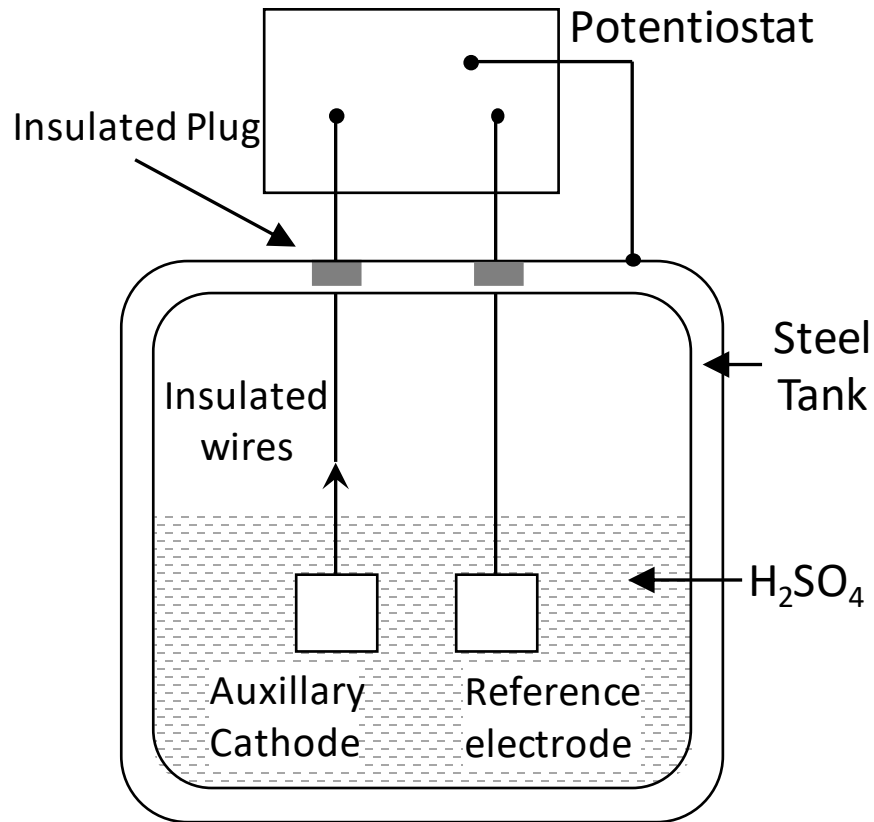 Potentiostat
Insulated Plug
Steel
Tank
Insulated
wires
H₂SO₄
Auxillary
Cathode
Reference
electrode